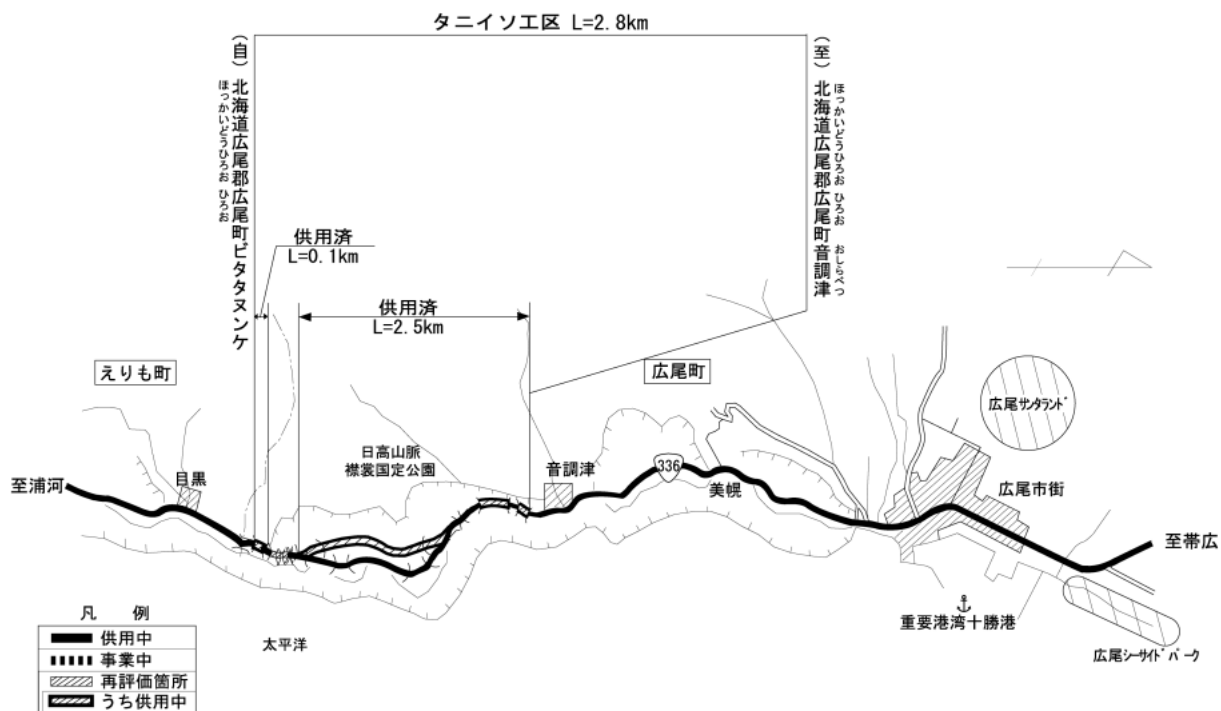 タニイソ工区 L=2.8km
(自)北海道広尾郡広尾町ビタタヌンケ
ほっかいどうひろお ひろお
(至)北海道広尾郡広尾町音調津
ほっかいどうひろお ひろお おしらべつ
供用済
L=0.1km
供用済
L=2.5km
えりも町
広尾町
広尾サンタランド
日高山脈
襟裳国定公園
目黒
音調津
336
美幌
広尾市街
至浦河
至帯広
重要港湾十勝港
広尾シーサイドパーク
太平洋
凡 例
供用中
事業中
再評価箇所
うち供用中